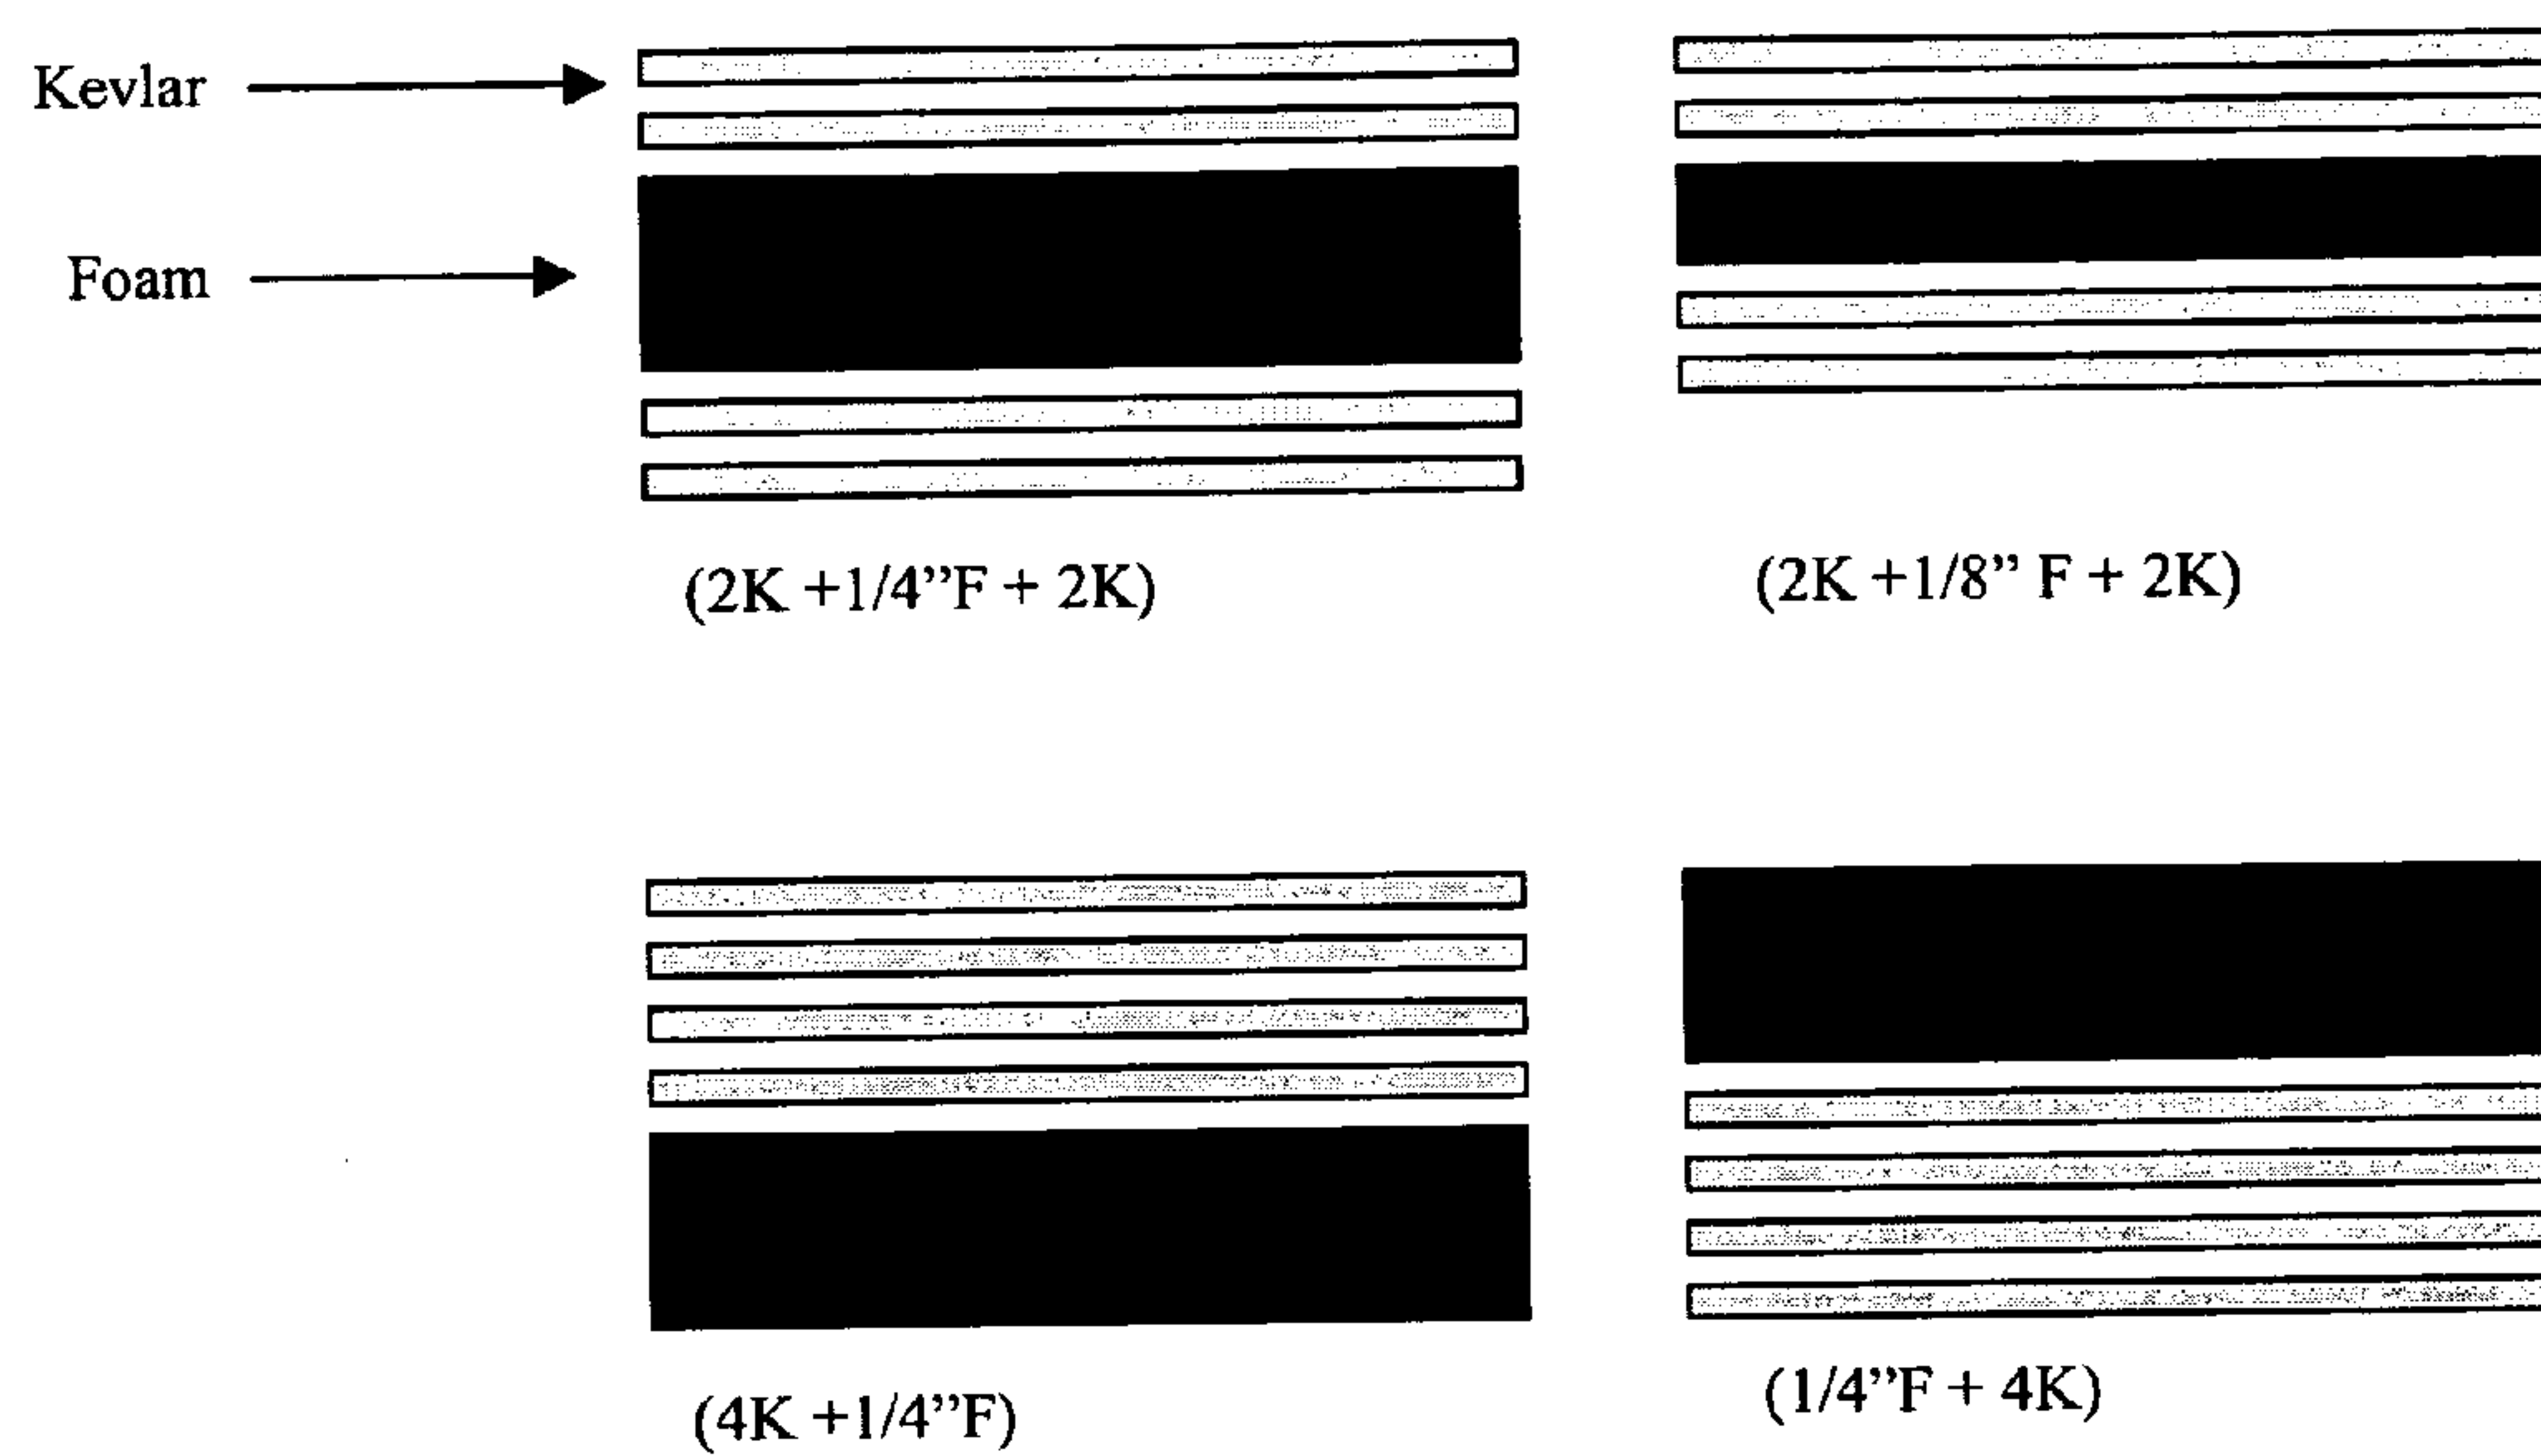 Kevlar
Foam
(2K +1/4”F + 2K)
(2K +1/8” F + 2K)
(4K +1/4”F)
(1/4”F + 4K)